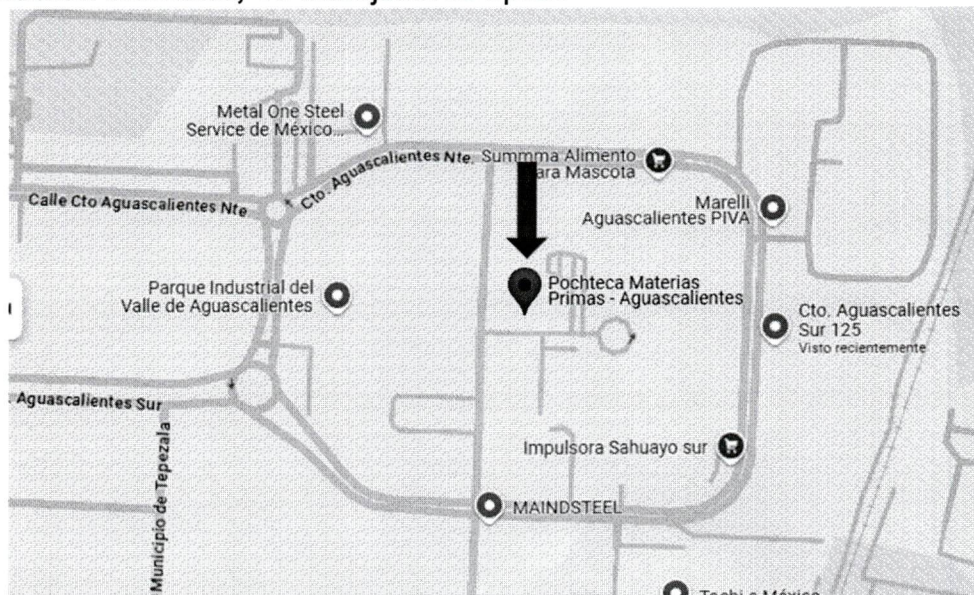 Metal One Steel
Service de México...
Cto. Aguascalientes Nte.
Summma Alimento
ara Mascota
Calle Cto Aguascalientes Nte
Marelli
Aguascalientes PIVA
Parque Industrial del
Valle de Aguascalientes
Pochteca Materias
Primas - Aguascalientes
Cto. Aguascalientes
Sur 125
Visto recientemente
. Aguascalientes Sur
Municipio de Tepezala
Impulsora Sahuayo sur
MAINDSTEEL